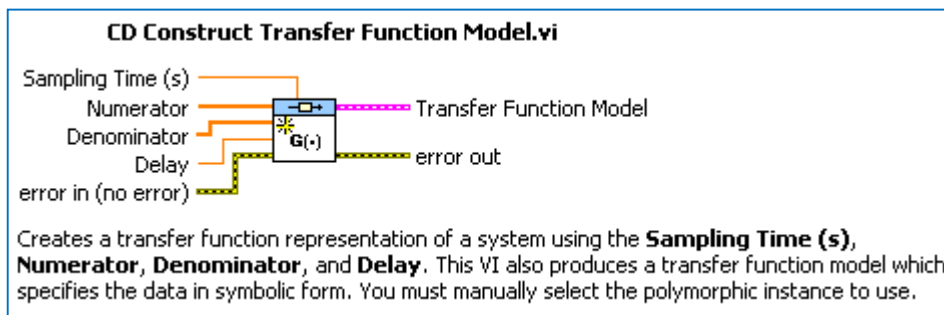 CD Construct Transfer Function Model.vi
Sampling Time (s)
Numerator
Denominator
Delay
error in (no error)
G(·)
Transfer Function Model
error out
Creates a transfer function representation of a system using the Sampling Time (s),
Numerator, Denominator, and Delay. This VI also produces a transfer function model which
specifies the data in symbolic form. You must manually select the polymorphic instance to use.